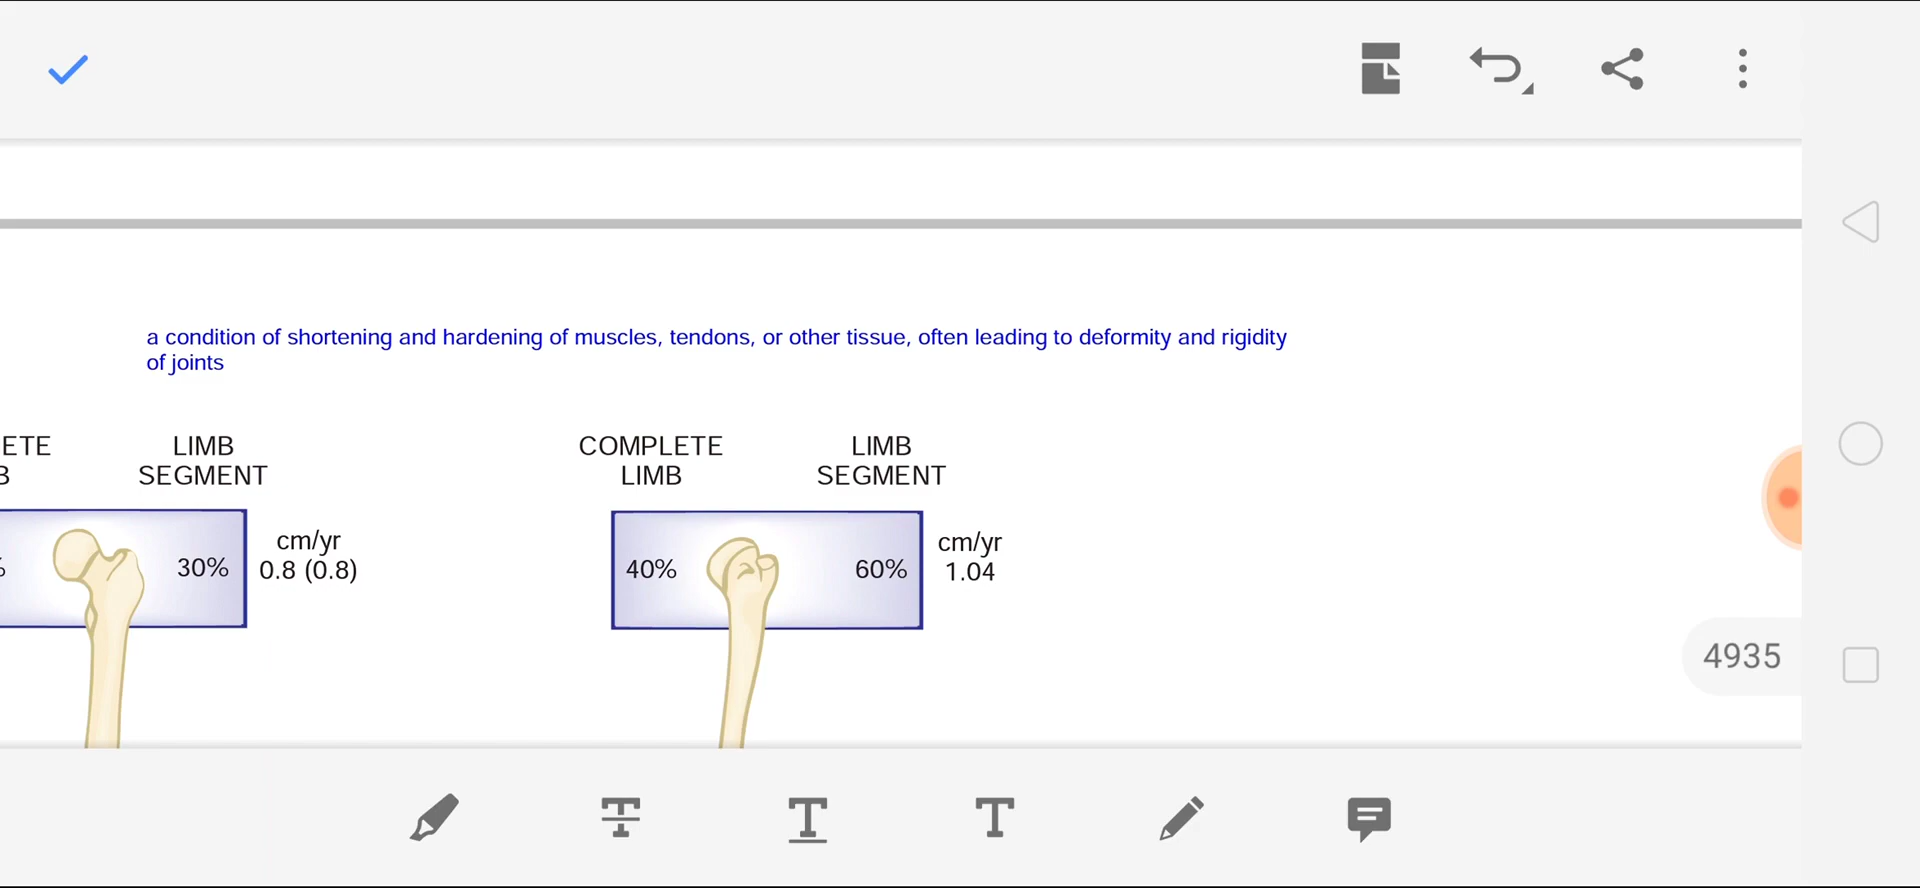 a condition of shortening and hardening of muscles, tendons, or other tissue, often leading to deformity and rigidity
of joints
ETE
B
LIMB
SEGMENT
COMPLETE
LIMB
LIMB
SEGMENT
%
30%
cm/yr
0.8 (0.8)
40%
60%
cm/yr
1.04
4935